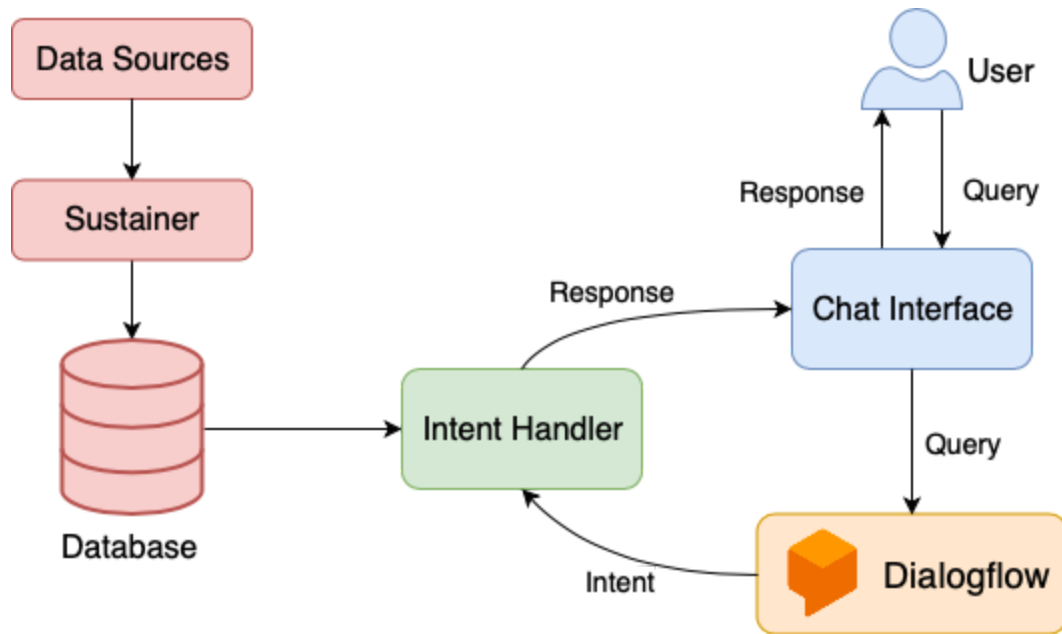 Data Sources
User
Sustainer
Response
Query
Response
Chat Interface
Intent Handler
Query
Database
Intent
Dialogflow